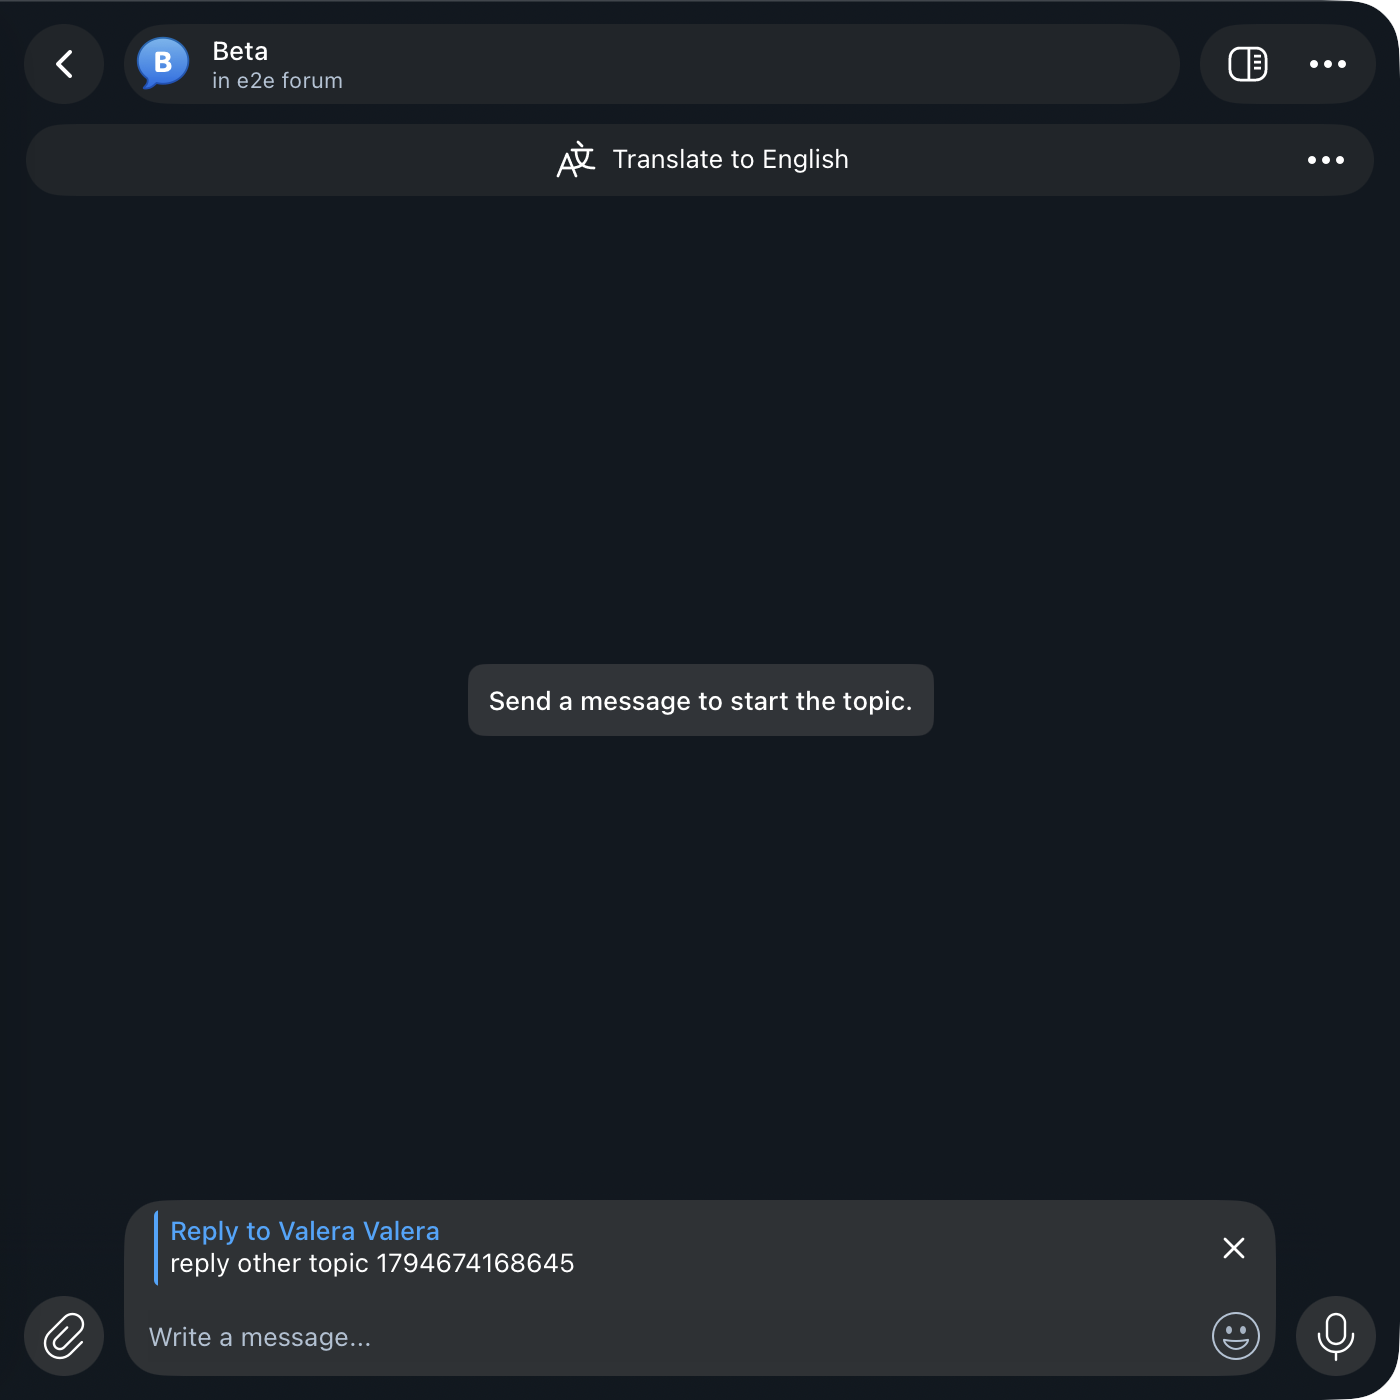 B
Beta
in e2e forum
Translate to English
Send a message to start the topic.
Reply to Valera Valera
reply other topic 1794674168645
Write a message...